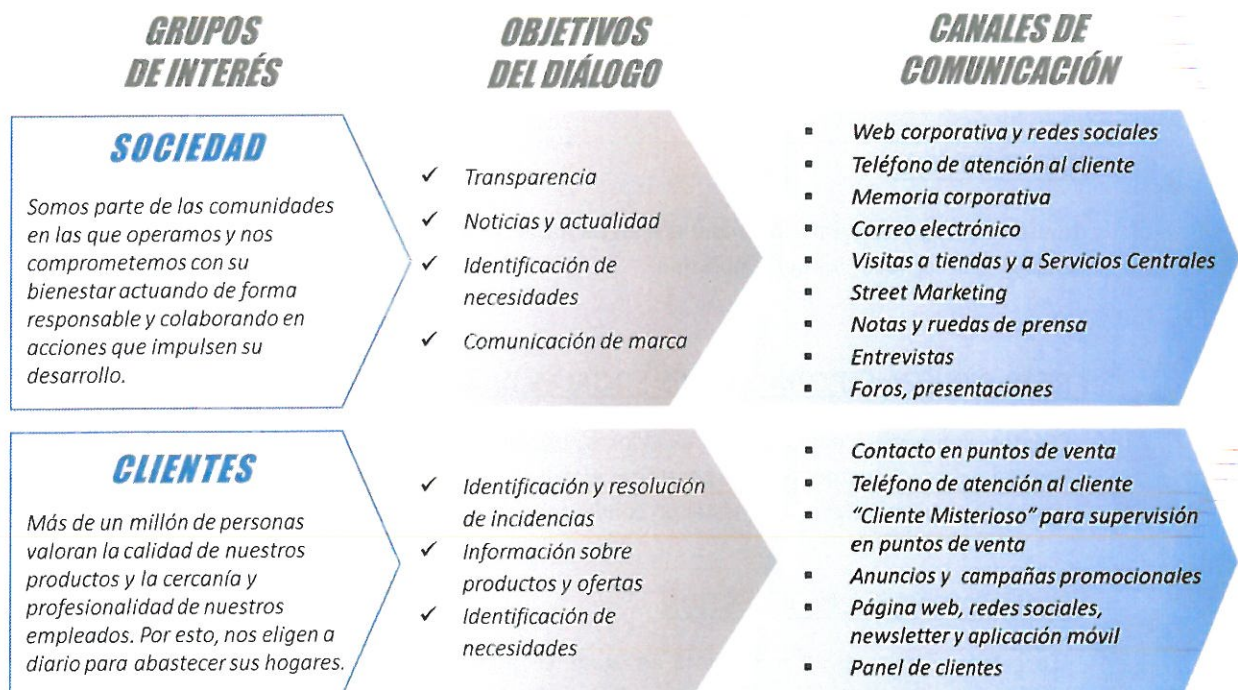 GRUPOS
DE INTERÉS
OBJETIVOS
DEL DIÁLOGO
CANALES DE
COMUNICACIÓN
SOCIEDAD
Somos parte de las comunidades
en las que operamos y nos
comprometemos con su
bienestar actuando de forma
responsable y colaborando en
acciones que impulsen su
desarrollo.
✓ Transparencia
✓ Noticias y actualidad
✓ Identificación de
necesidades
✓ Comunicación de marca
▪ Web corporativa y redes sociales
▪ Teléfono de atención al cliente
▪ Memoria corporativa
▪ Correo electrónico
▪ Visitas a tiendas y a Servicios Centrales
▪ Street Marketing
▪ Notas y ruedas de prensa
▪ Entrevistas
▪ Foros, presentaciones
CLIENTES
Más de un millón de personas
valoran la calidad de nuestros
productos y la cercanía y
profesionalidad de nuestros
empleados. Por esto, nos eligen a
diario para abastecer sus hogares.
✓ Identificación y resolución
de incidencias
✓ Información sobre
productos y ofertas
✓ Identificación de
necesidades
▪ Contacto en puntos de venta
▪ Teléfono de atención al cliente
▪ “Cliente Misterioso” para supervisión
en puntos de venta
▪ Anuncios y campañas promocionales
▪ Página web, redes sociales,
newsletter y aplicación móvil
▪ Panel de clientes